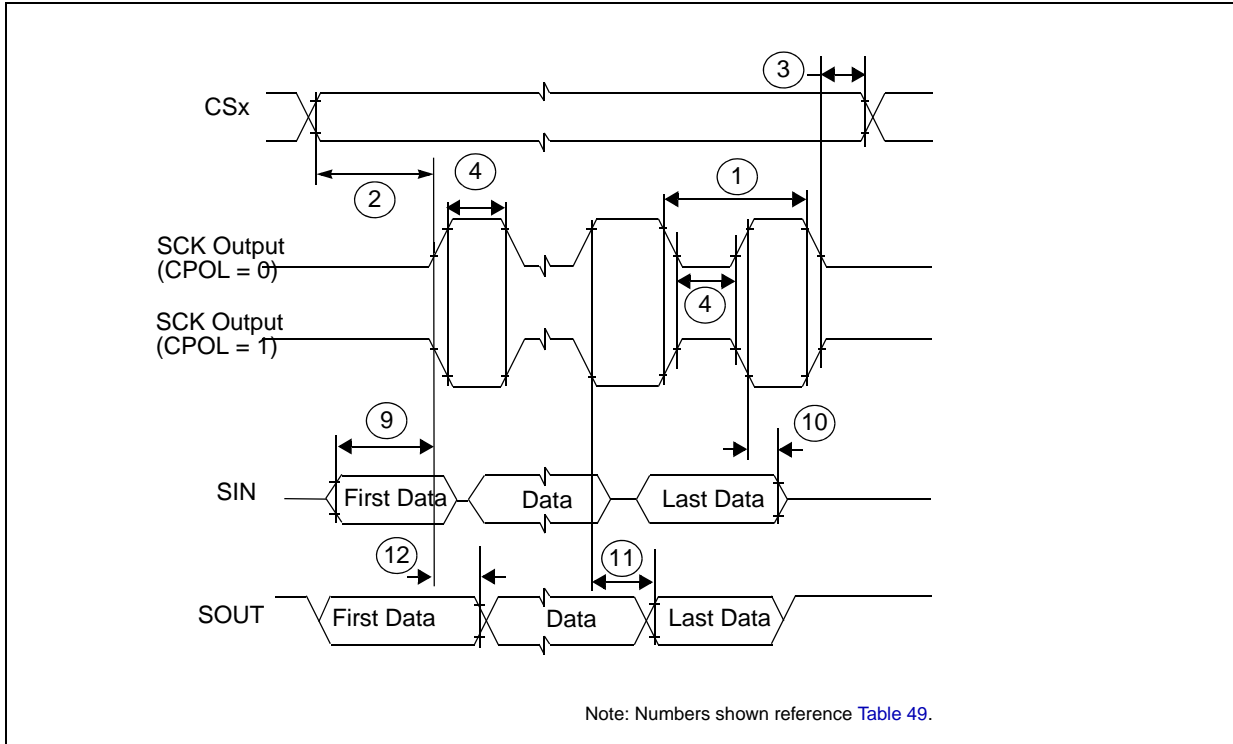 3
CSx
2
4
1
SCK Output
(CPOL = 0)
4
SCK Output
(CPOL = 1)
9
10
SIN
First Data
Data
Last Data
12
11
SOUT
First Data
Data
Last Data
Note: Numbers shown reference Table 49.